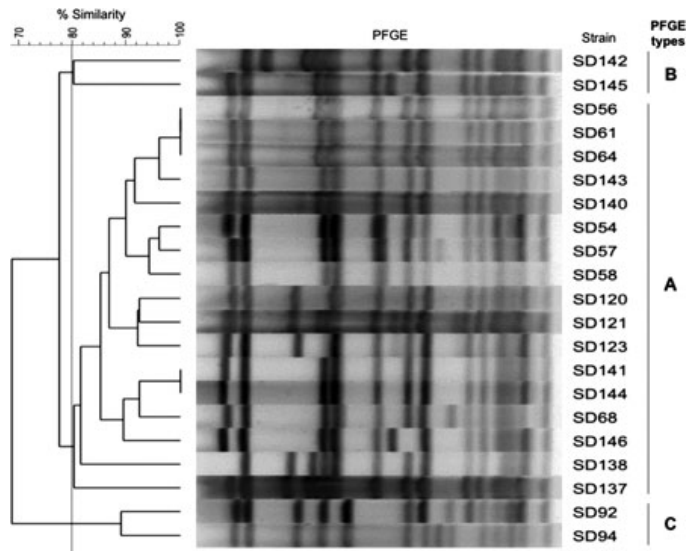 % Similarity
70 80 90 100
PFGE
Strain
PFGE types
SD142
SD145
B
SD56
SD61
SD64
SD143
SD140
SD54
SD57
SD58
SD120
A
SD121
SD123
SD141
SD144
SD68
SD146
SD138
SD137
SD92
C
SD94